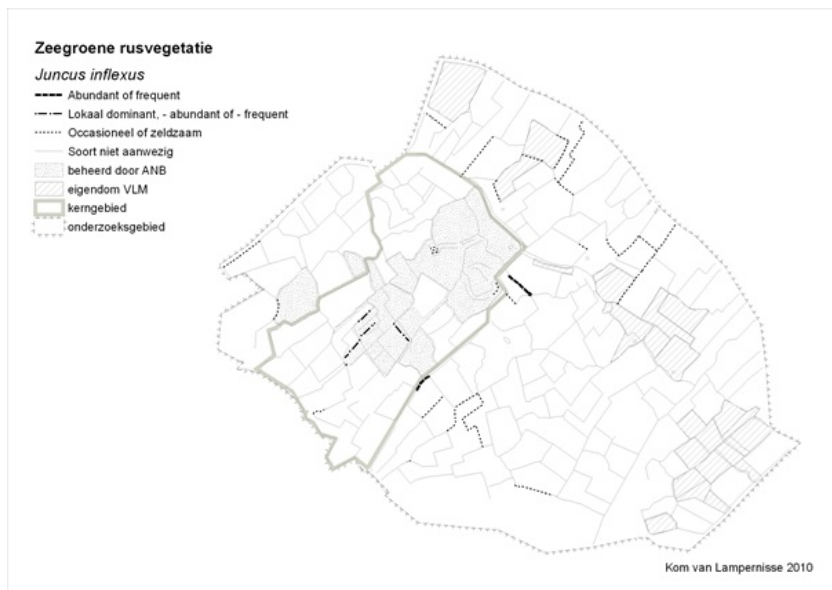 Zeegroene rusvegetatie
Juncus inflexus
Abundant of frequent
Lokaal dominant, - abundant of - frequent
Occasioneel of zeldzaam
Soort niet aanwezig
beheerd door ANB
eigendom VLM
kerngebied
onderzoeksgebied
Kom van Lampernisse 2010